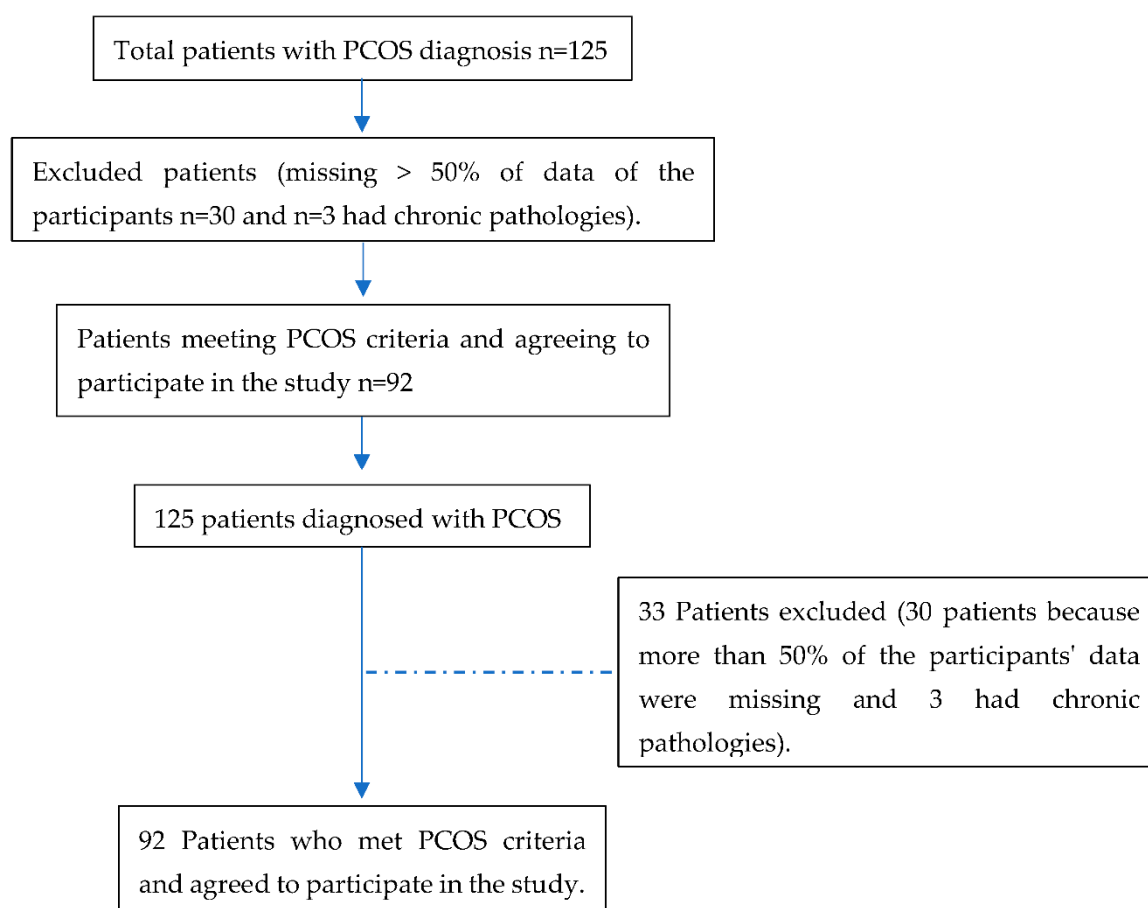 Total patients with PCOS diagnosis n=125
Excluded patients (missing > 50% of data of the
participants n=30 and n=3 had chronic pathologies).
Patients meeting PCOS criteria and agreeing to
participate in the study n=92
125 patients diagnosed with PCOS
33 Patients excluded (30 patients because
more than 50% of the participants' data
were missing and 3 had chronic
pathologies).
92 Patients who met PCOS criteria
and agreed to participate in the study.